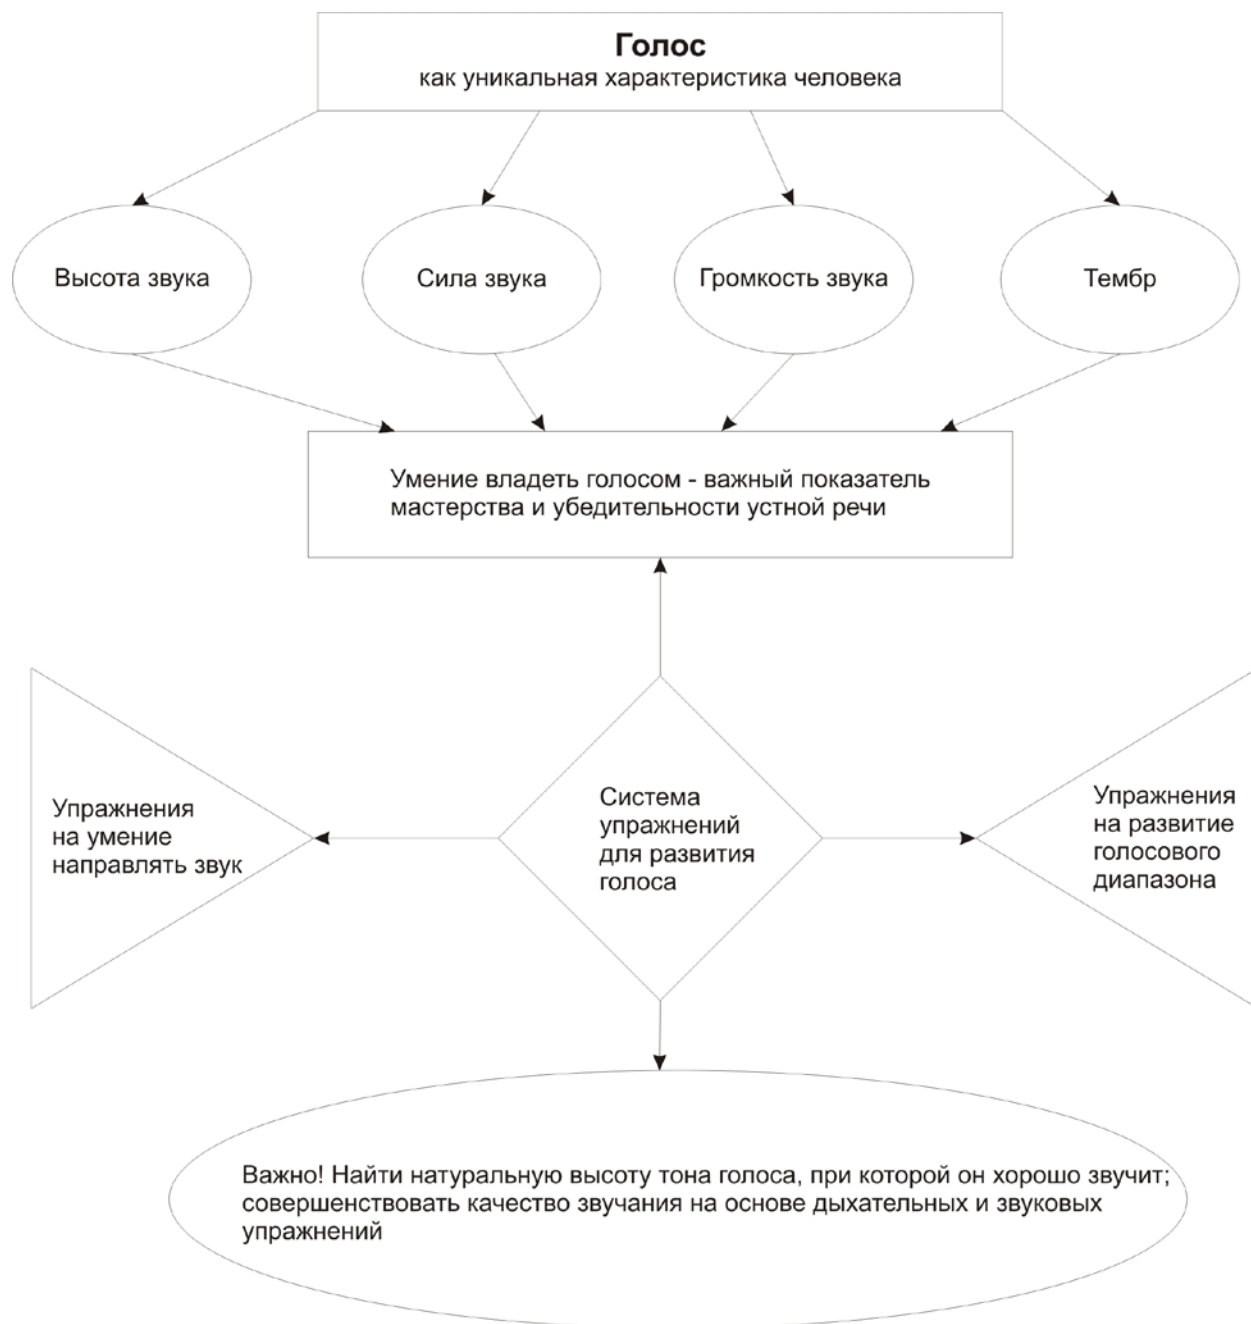 Голос
как уникальная характеристика человека
Высота звука
Сила звука
Громкость звука
Тембр
Умение владеть голосом - важный показатель
мастерства и убедительности устной речи
Упражнения
на умение
направлять звук
Система
упражнений
для развития
голоса
Упражнения
на развитие
голосового
диапазона
Важно! Найти натуральную высоту тона голоса, при которой он хорошо звучит;
совершенствовать качество звучания на основе дыхательных и звуковых
упражнений